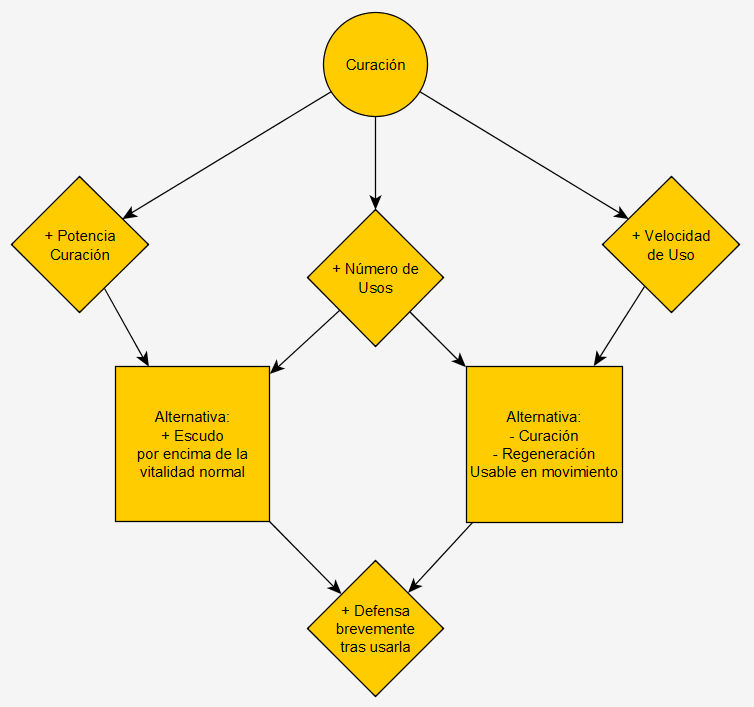 Curación
+ Potencia
Curación
+ Número de
Usos
+ Velocidad
de Uso
Alternativa:
+ Escudo
por encima de la
vitalidad normal
Alternativa:
- Curación
- Regeneración
Usable en movimiento
+ Defensa
brevemente
tras usarla